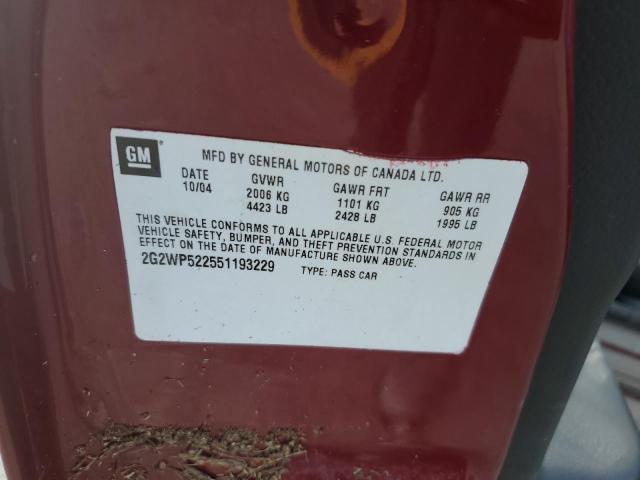 GM
MFD BY GENERAL MOTORS OF CANADA LTD.
DATE GVWR GAWR FRT GAWR RR
10/04 2006 KG 1101 KG 905 KG
4423 LB 2428 LB 1995 LB
THIS VEHICLE CONFORMS TO ALL APPLICABLE U.S. FEDERAL MOTOR
VEHICLE SAFETY, BUMPER, AND THEFT PREVENTION STANDARDS IN
EFFECT ON THE DATE OF MANUFACTURE SHOWN ABOVE.
2G2WP522551193229 TYPE: PASS CAR